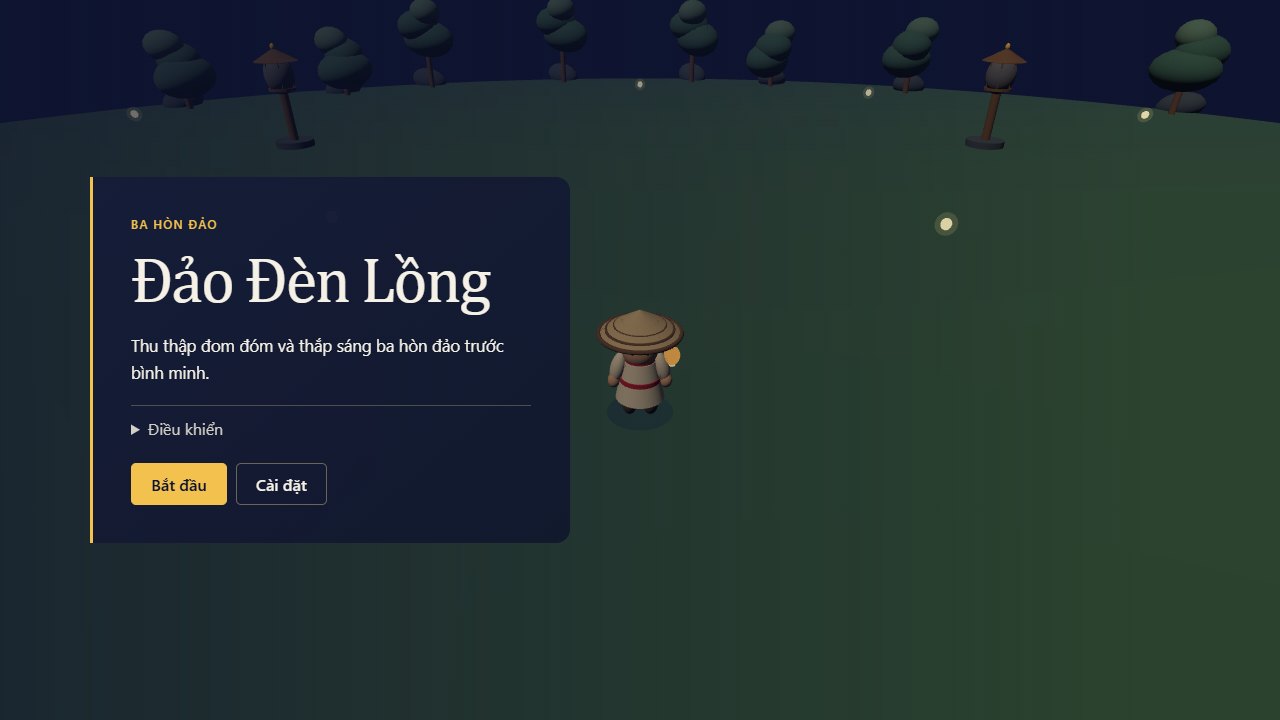 BA HÒN ĐẢO
Đảo Đèn Lồng
Thu thập đom đóm và thắp sáng ba hòn đảo trước
bình minh.
Điều khiển
Bắt đầu
Cài đặt